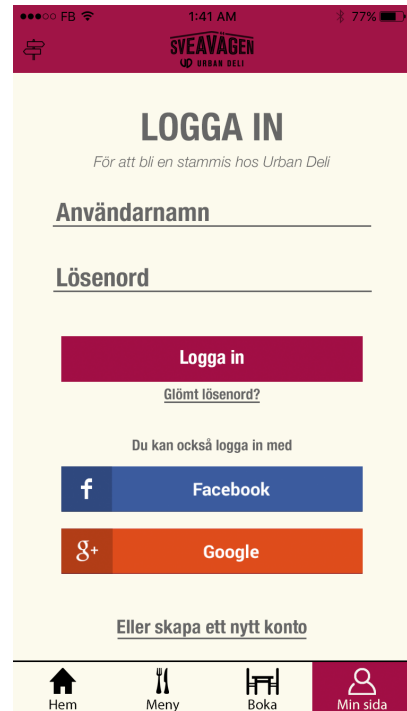 FB 1:41 AM 77%
SVEAVÄGEN
UD URBAN DELI
LOGGA IN
För att bli en stammis hos Urban Deli
Användarnamn
Lösenord
Logga in
Glömt lösenord?
Du kan också logga in med
f Facebook
g+ Google
Eller skapa ett nytt konto
Hem Meny Boka Min sida